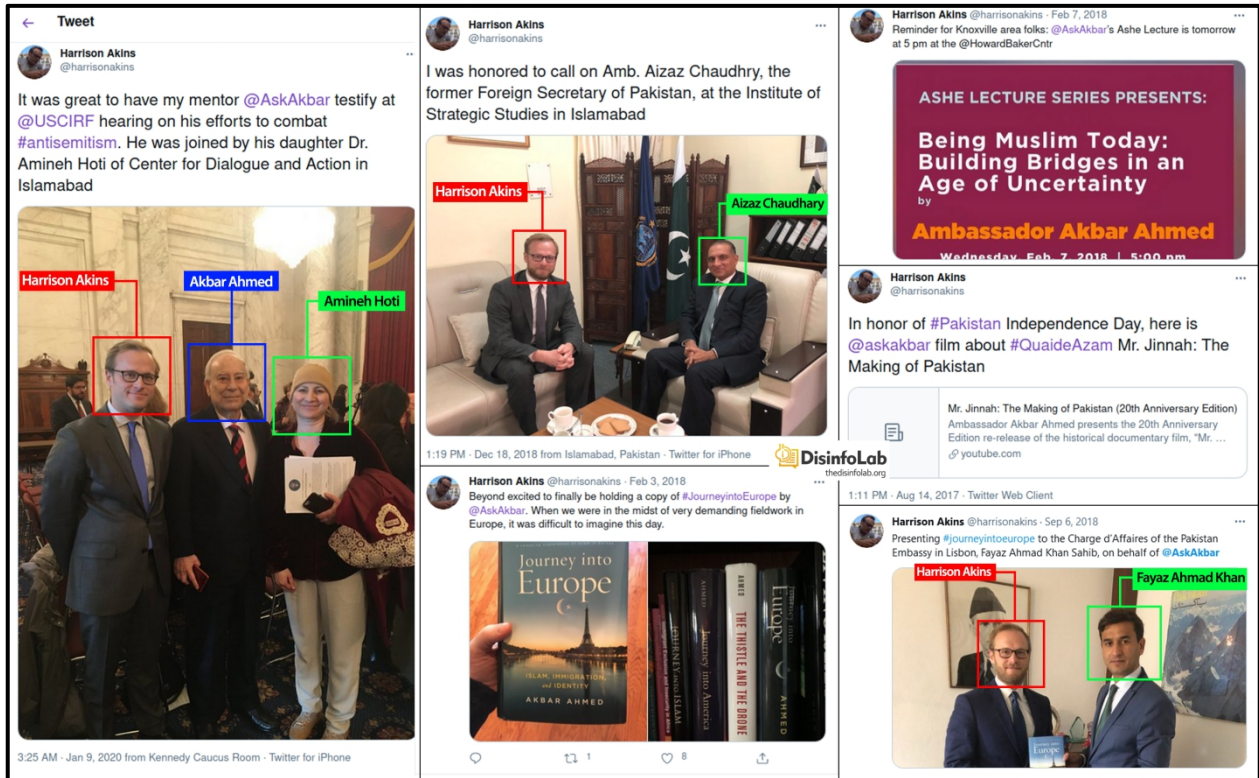 Tweet
Harrison Akins
@harrisonakins
It was great to have my mentor @AskAkbar testify at
@USCIRF hearing on his efforts to combat
#antisemitism. He was joined by his daughter Dr.
Amineh Hoti of Center for Dialogue and Action in
Islamabad
Harrison Akins
Akbar Ahmed
Amineh Hoti
3:25 AM · Jan 9, 2020 from Kennedy Caucus Room · Twitter for iPhone
Harrison Akins
@harrisonakins
I was honored to call on Amb. Aizaz Chaudhry, the
former Foreign Secretary of Pakistan, at the Institute of
Strategic Studies in Islamabad
Harrison Akins
Aizaz Chaudhary
1:19 PM · Dec 18, 2018 from Islamabad, Pakistan · Twitter for iPhone
DisinfoLab
thedisinfolab.org
Harrison Akins @harrisonakins · Feb 3, 2018
Beyond excited to finally be holding a copy of #JourneyintoEurope by
@AskAkbar. When we were in the midst of very demanding fieldwork in
Europe, it was difficult to imagine this day.
Journey into
Europe
ISLAM, IMMIGRATION,
and IDENTITY
AKBAR AHMED
JOURNEY INTO ISLAM
AHMED
Journey into America
AHMED
THE THISTLE AND THE DRONE
Journey into
Europe
AHMED
1
8
Harrison Akins @harrisonakins · Feb 7, 2018
Reminder for Knoxville area folks: @AskAkbar's Ashe Lecture is tomorrow
at 5 pm at the @HowardBakerCntr
ASHE LECTURE SERIES PRESENTS:
Being Muslim Today:
Building Bridges in an
Age of Uncertainty
by
Ambassador Akbar Ahmed
Wednesday, Feb. 7, 2018 | 5:00 pm
Harrison Akins
@harrisonakins
In honor of #Pakistan Independence Day, here is
@askakbar film about #QuaideAzam Mr. Jinnah: The
Making of Pakistan
Mr. Jinnah: The Making of Pakistan (20th Anniversary Edition)
Ambassador Akbar Ahmed presents the 20th Anniversary
Edition re-release of the historical documentary film, "Mr. ...
youtube.com
1:11 PM · Aug 14, 2017 · Twitter Web Client
Harrison Akins @harrisonakins · Sep 6, 2018
Presenting #journeyintoeurope to the Charge d'Affaires of the Pakistan
Embassy in Lisbon, Fayaz Ahmad Khan Sahib, on behalf of @AskAkbar
Harrison Akins
Fayaz Ahmad Khan
Europe